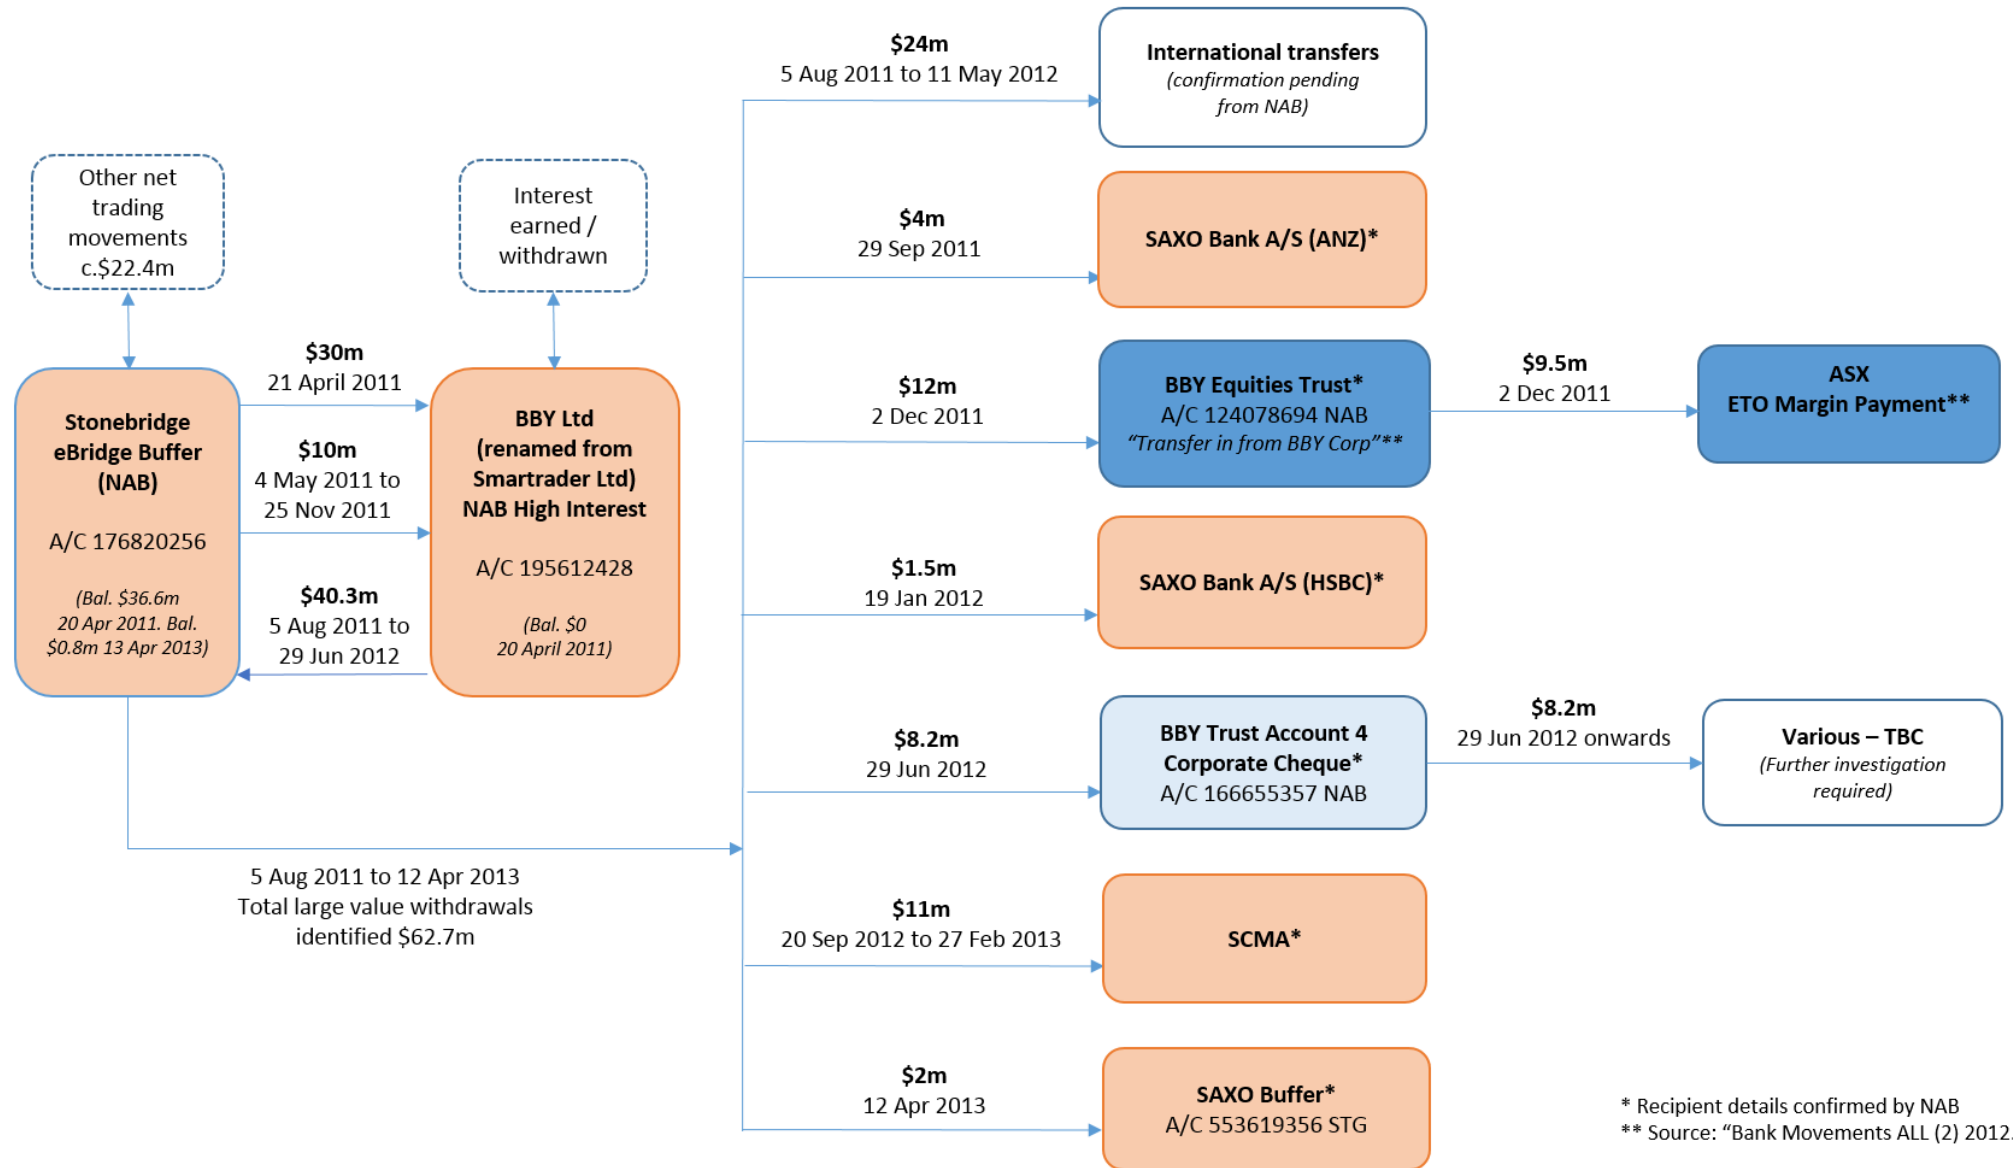 $24m
5 Aug 2011 to 11 May 2012
International transfers
(confirmation pending
from NAB)
Other net
trading
movements
c.$22.4m
Interest
earned /
withdrawn
$4m
29 Sep 2011
SAXO Bank A/S (ANZ)*
$30m
21 April 2011
$10m
4 May 2011 to
25 Nov 2011
$40.3m
5 Aug 2011 to
29 Jun 2012
Stonebridge
eBridge Buffer
(NAB)
A/C 176820256
(Bal. $36.6m
20 Apr 2011. Bal.
$0.8m 13 Apr 2013)
BBY Ltd
(renamed from
Smartrader Ltd)
NAB High Interest
A/C 195612428
(Bal. $0
20 April 2011)
$12m
2 Dec 2011
BBY Equities Trust*
A/C 124078694 NAB
“Transfer in from BBY Corp”**
$9.5m
2 Dec 2011
ASX
ETO Margin Payment**
$1.5m
19 Jan 2012
SAXO Bank A/S (HSBC)*
$8.2m
29 Jun 2012
BBY Trust Account 4
Corporate Cheque*
A/C 166655357 NAB
$8.2m
29 Jun 2012 onwards
Various – TBC
(Further investigation
required)
5 Aug 2011 to 12 Apr 2013
Total large value withdrawals
identified $62.7m
$11m
20 Sep 2012 to 27 Feb 2013
SCMA*
$2m
12 Apr 2013
SAXO Buffer*
A/C 553619356 STG
* Recipient details confirmed by NAB
** Source: “Bank Movements ALL (2) 2012.